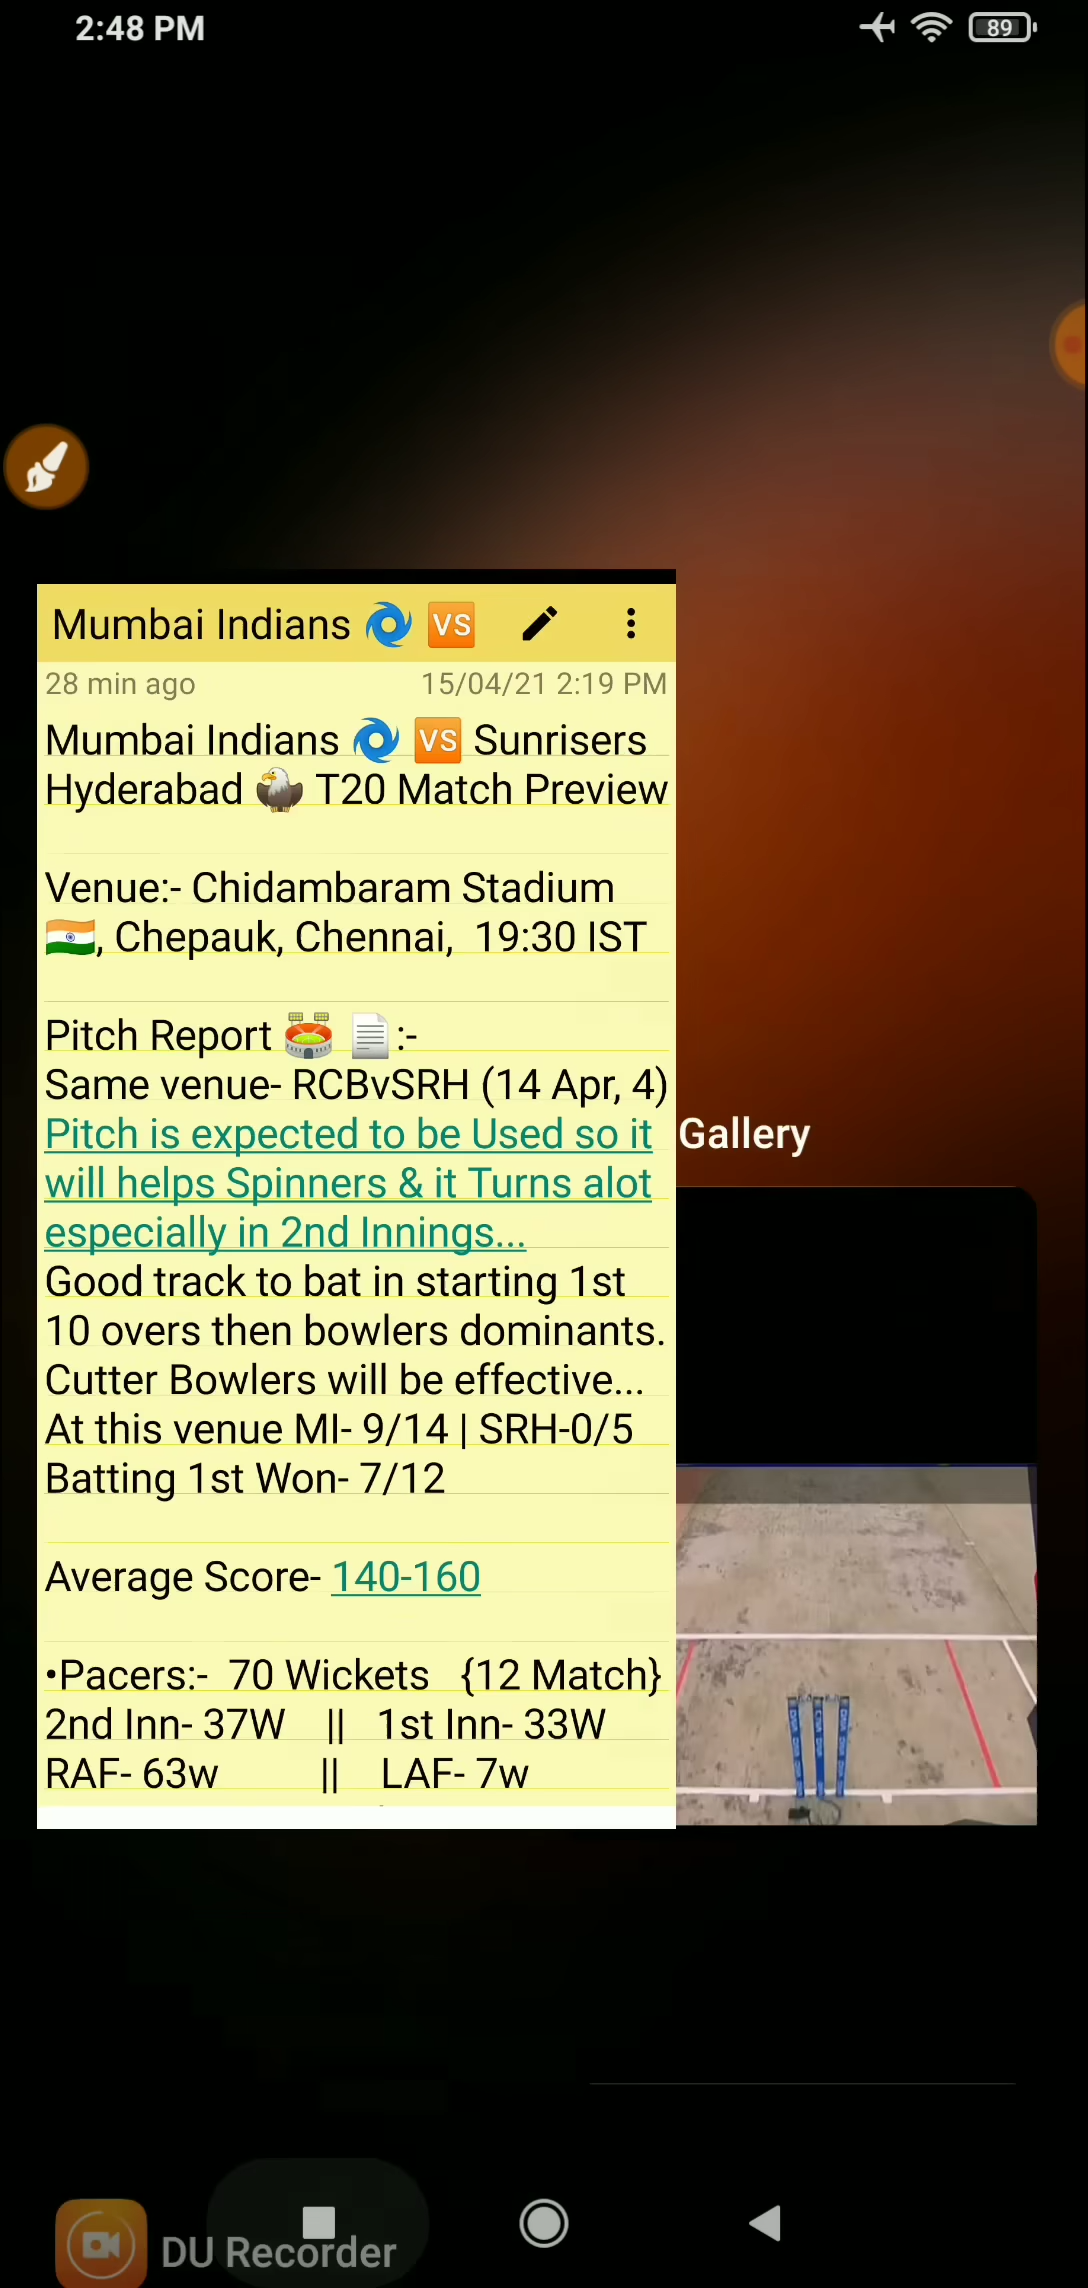 2:48 PM
89
Mumbai Indians 🌀 🆚
28 min ago 15/04/21 2:19 PM
Mumbai Indians 🌀 🆚 Sunrisers
Hyderabad 🦅 T20 Match Preview
Venue:- Chidambaram Stadium
🇮🇳, Chepauk, Chennai, 19:30 IST
Pitch Report 🏟 📄:-
Same venue- RCBvSRH (14 Apr, 4)
Pitch is expected to be Used so it
will helps Spinners & it Turns alot
especially in 2nd Innings...
Good track to bat in starting 1st
10 overs then bowlers dominants.
Cutter Bowlers will be effective...
At this venue MI- 9/14 | SRH-0/5
Batting 1st Won- 7/12
Average Score- 140-160
•Pacers:- 70 Wickets {12 Match}
2nd Inn- 37W || 1st Inn- 33W
RAF- 63w || LAF- 7w
Gallery
DU Recorder